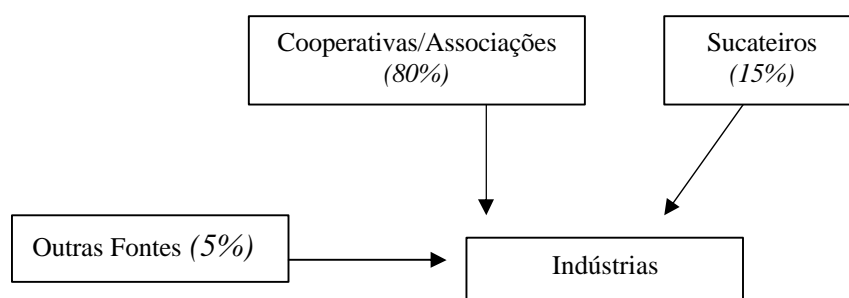 Cooperativas/Associações
(80%)
Sucateiros
(15%)
Outras Fontes (5%)
Indústrias